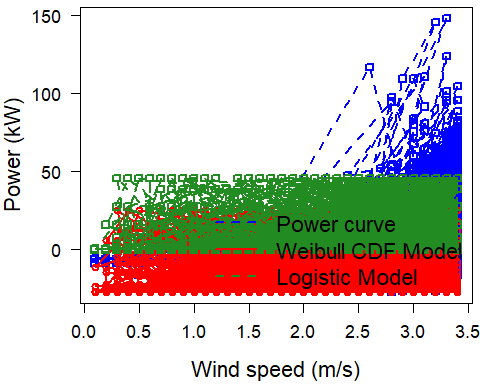 150
100
50
0
Power (kW)
Power curve
Weibull CDF Model
Logistic Model
0.0 0.5 1.0 1.5 2.0 2.5 3.0 3.5
Wind speed (m/s)